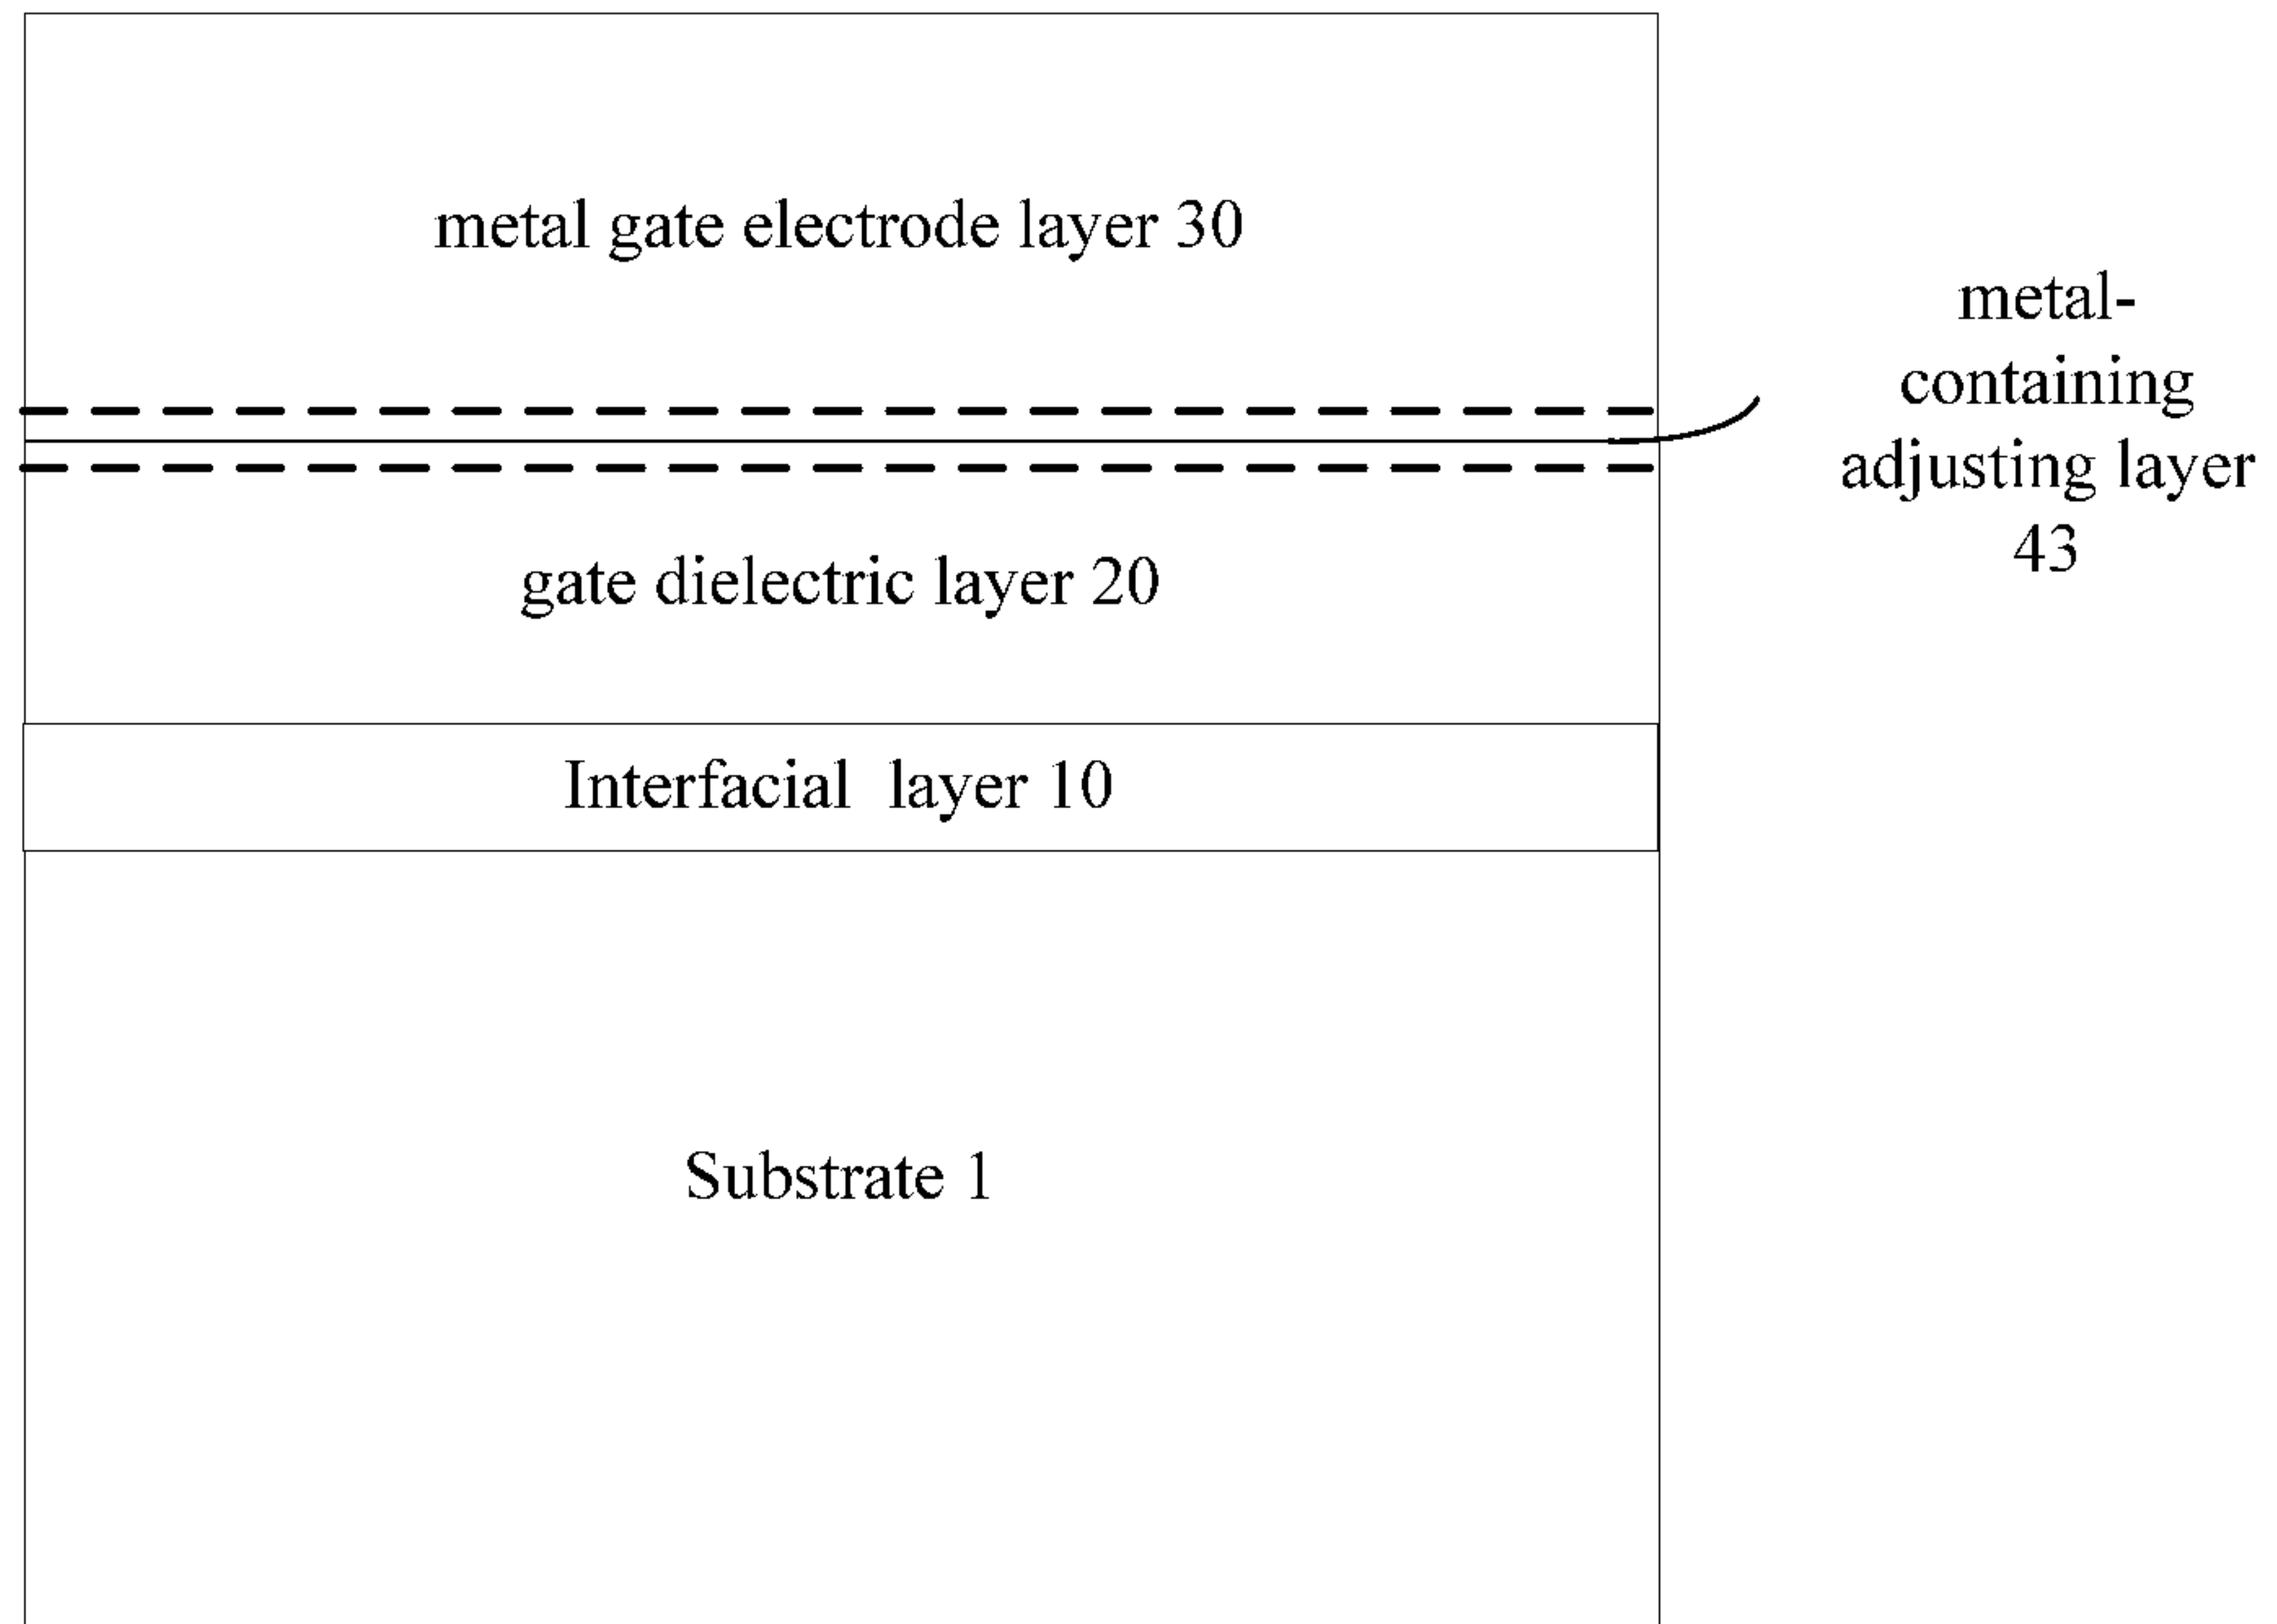 metal gate electrode layer 30
metal-
containing
adjusting layer
43
gate dielectric layer 20
Interfacial  layer 10
Substrate 1